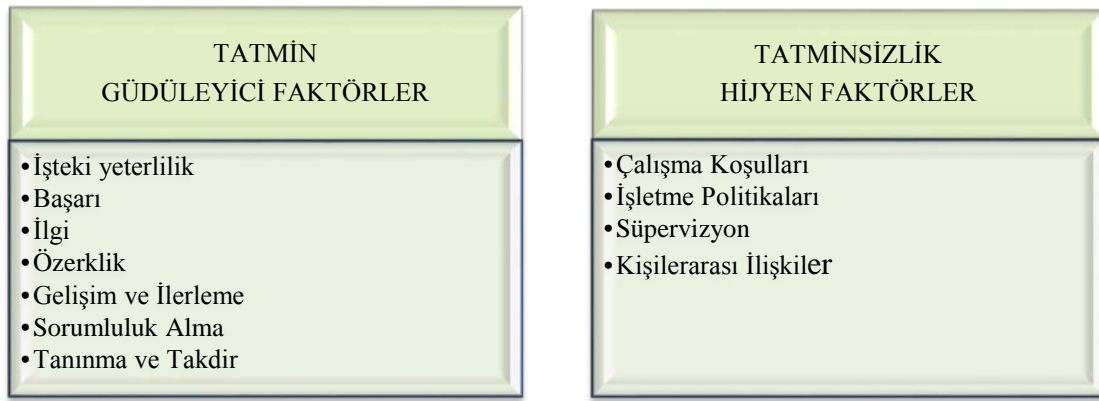 TATMİN
GÜDÜLEYİCİ FAKTÖRLER
•İşteki yeterlilik
•Başarı
•İlgi
•Özerklik
•Gelişim ve İlerleme
•Sorumluluk Alma
•Tanınma ve Takdir
TATMİNSİZLİK
HİJYEN FAKTÖRLER
•Çalışma Koşulları
•İşletme Politikaları
•Süpervizyon
•Kişilerarası İlişkiler